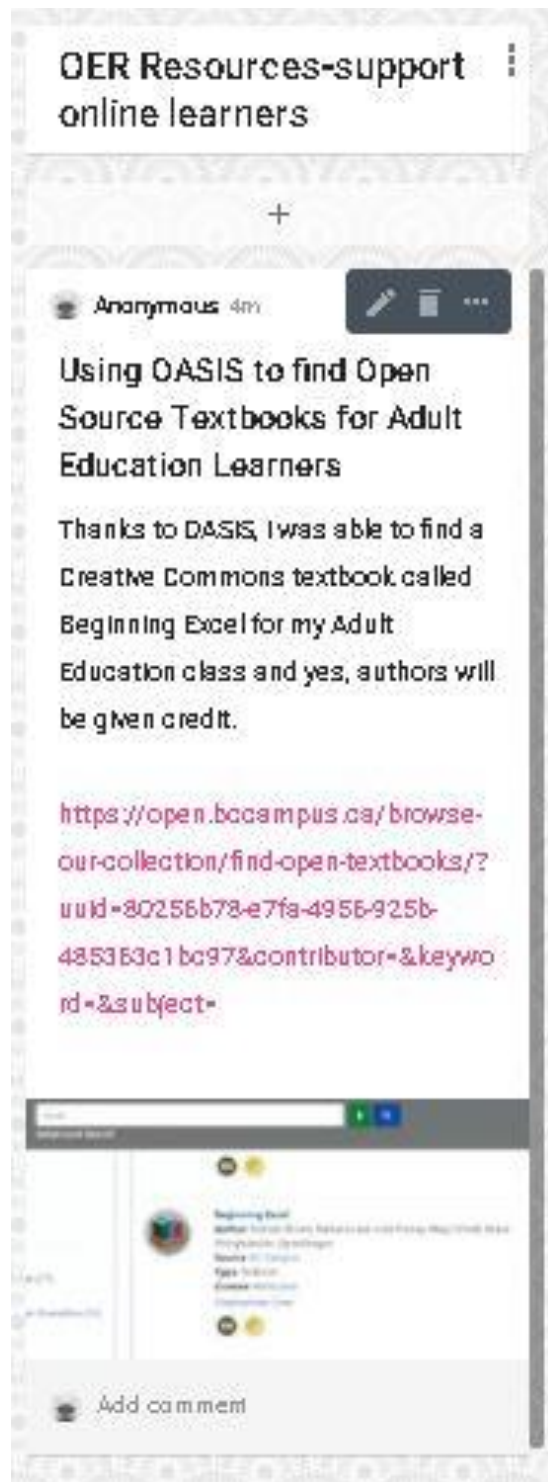 OER Resources-support
online learners
+
Anonymous 4m
Using OASIS to find Open
Source Textbooks for Adult
Education Learners
Thanks to OASIS, I was able to find a
Creative Commons textbook called
Beginning Excel for my Adult
Education class and yes, authors will
be given credit.
https://open.bccampus.ca/browse-
our-collection/find-open-textbooks/?
uuid=80256b78-e7fa-4956-925b-
485363c1bc97&contributor=&keywo
rd=&subject=
Beginning Excel
Add comment